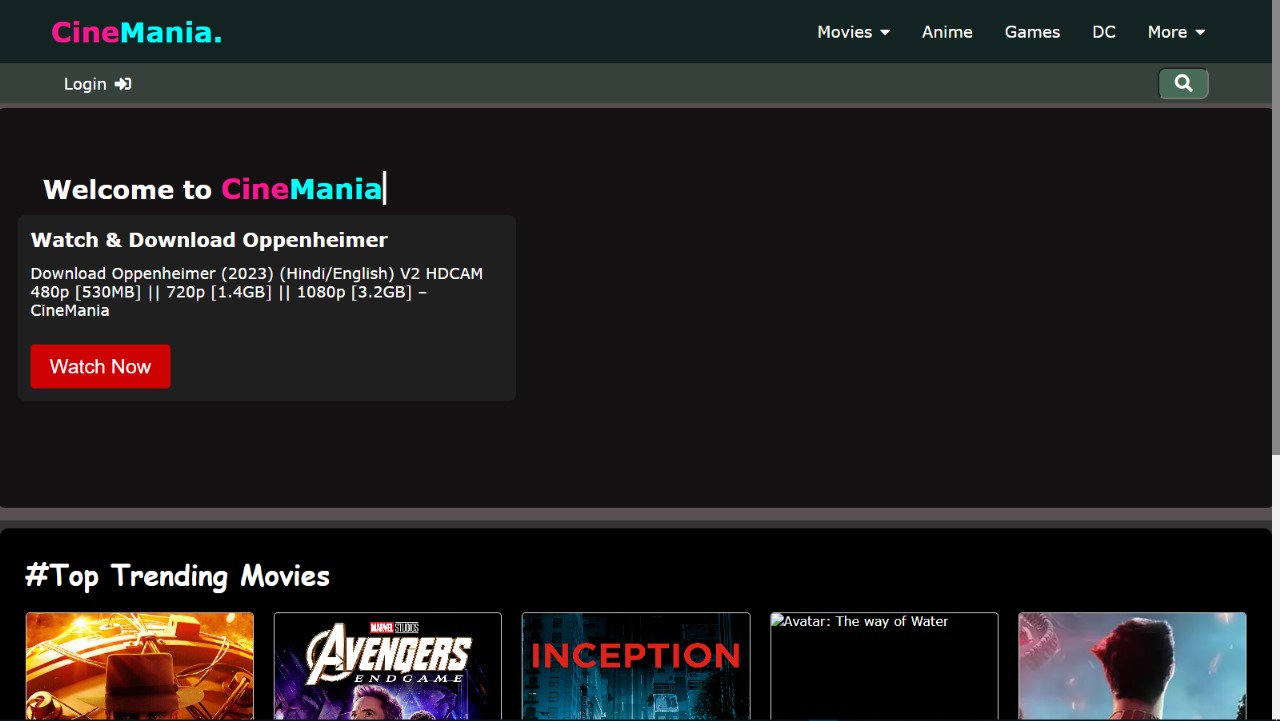 CineMania.
Movies
Anime
Games
DC
More
Login
Welcome to CineMania
Watch & Download Oppenheimer
Download Oppenheimer (2023) (Hindi/English) V2 HDCAM
480p [530MB] || 720p [1.4GB] || 1080p [3.2GB] –
CineMania
Watch Now
#Top Trending Movies
MARVEL STUDIOS
AVENGERS
ENDGAME
INCEPTION
Avatar: The way of Water